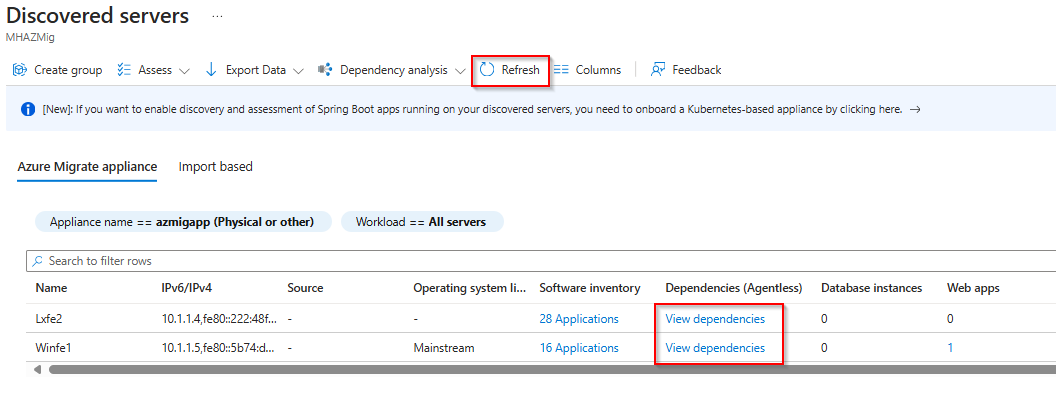 Discovered servers ...
MHAZMig
Create group Assess Export Data Dependency analysis Refresh Columns Feedback
[New]: If you want to enable discovery and assessment of Spring Boot apps running on your discovered servers, you need to onboard a Kubernetes-based appliance by clicking here. →
Azure Migrate appliance Import based
Appliance name == azmigapp (Physical or other) Workload == All servers
Search to filter rows
Name IPv6/IPv4 Source Operating system li... Software inventory Dependencies (Agentless) Database instances Web apps
Lxfe2 10.1.1.4,fe80::222:48f... - - 28 Applications View dependencies 0 0
Winfe1 10.1.1.5,fe80::5b74:d... - Mainstream 16 Applications View dependencies 0 1